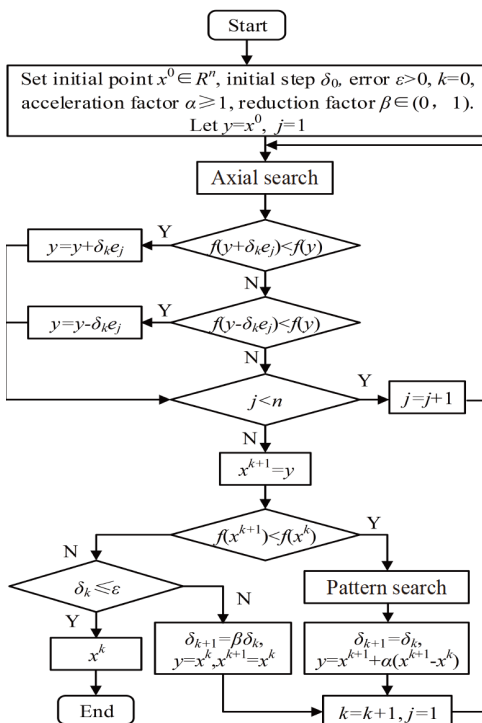 Start
Set initial point x⁰∈Rⁿ, initial step δ₀, error ε>0, k=0,
acceleration factor α≥1, reduction factor β∈(0, 1).
Let y=x⁰, j=1
Axial search
Y
y=y+δₖeⱼ
f(y+δₖeⱼ)<f(y)
N
Y
y=y-δₖeⱼ
f(y-δₖeⱼ)<f(y)
N
j<n
Y
j=j+1
N
xᵏ⁺¹=y
f(xᵏ⁺¹)<f(xᵏ)
N
Y
δₖ≤ε
Pattern search
N
Y
xᵏ
δₖ₊₁=βδₖ,
y=xᵏ,xᵏ⁺¹=xᵏ
δₖ₊₁=δₖ,
y=xᵏ⁺¹+α(xᵏ⁺¹-xᵏ)
End
k=k+1, j=1